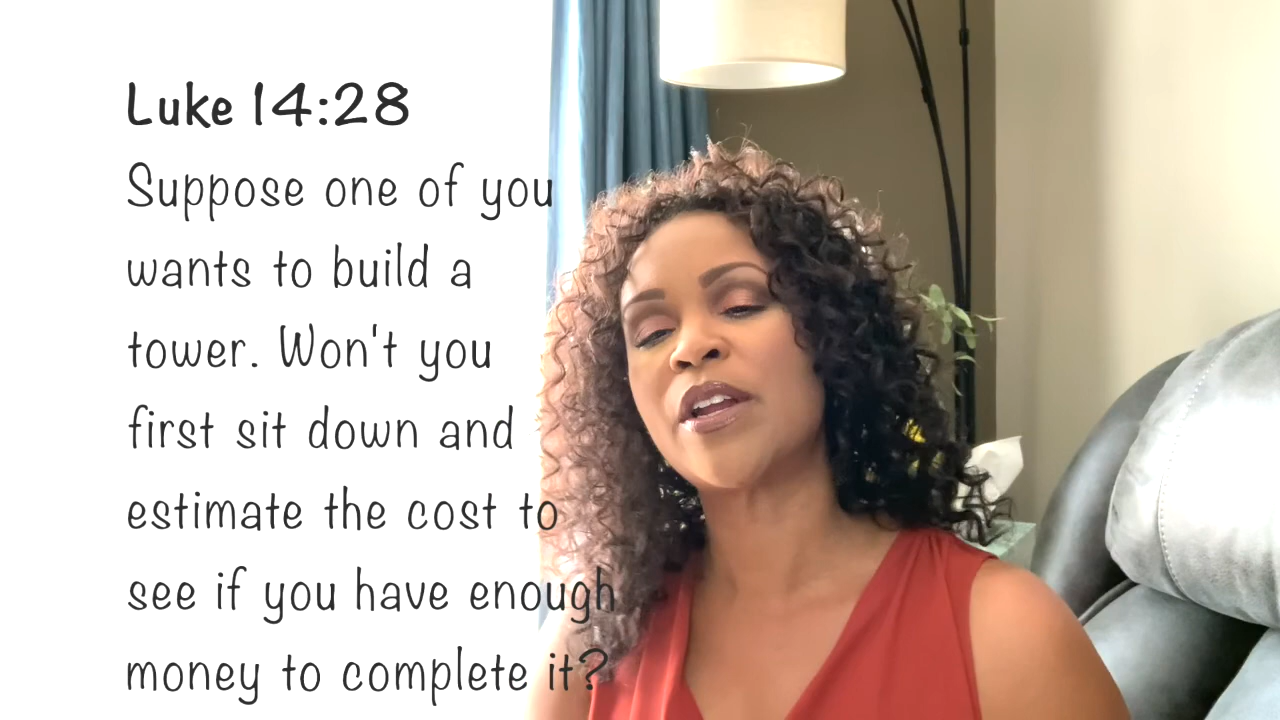 Luke 14:28
Suppose one of you
wants to build a
tower. Won't you
first sit down and
estimate the cost to
see if you have enough
money to complete it?